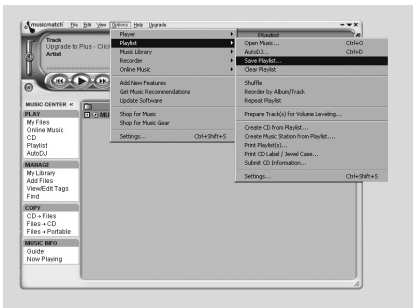 musicmatch File Edit View Options Help Upgrade
Track
Upgrade to Plus - Clic
Artist
Player
Playlist
Music Library
Recorder
Online Music
Add New Features
Get Music Recommendations
Update Software
Shop for Music
Shop for Music Gear
Settings... Ctrl+Shift+S
Open Music... Ctrl+O
AutoDJ... Ctrl+D
Save Playlist...
Clear Playlist
Shuffle
Reorder by Album/Track
Repeat Playlist
Prepare Track(s) for Volume Leveling...
Create CD from Playlist...
Create Music Station from Playlist....
Print Playlist(s)...
Print CD Label / Jewel Case...
Submit CD Information...
Settings... Ctrl+Shift+S
MUSIC CENTER «
PLAY
My Files
Online Music
CD
Playlist
AutoDJ
MANAGE
My Library
Add Files
View/Edit Tags
Find
COPY
CD → Files
Files → CD
Files → Portable
MUSIC INFO
Guide
Now Playing